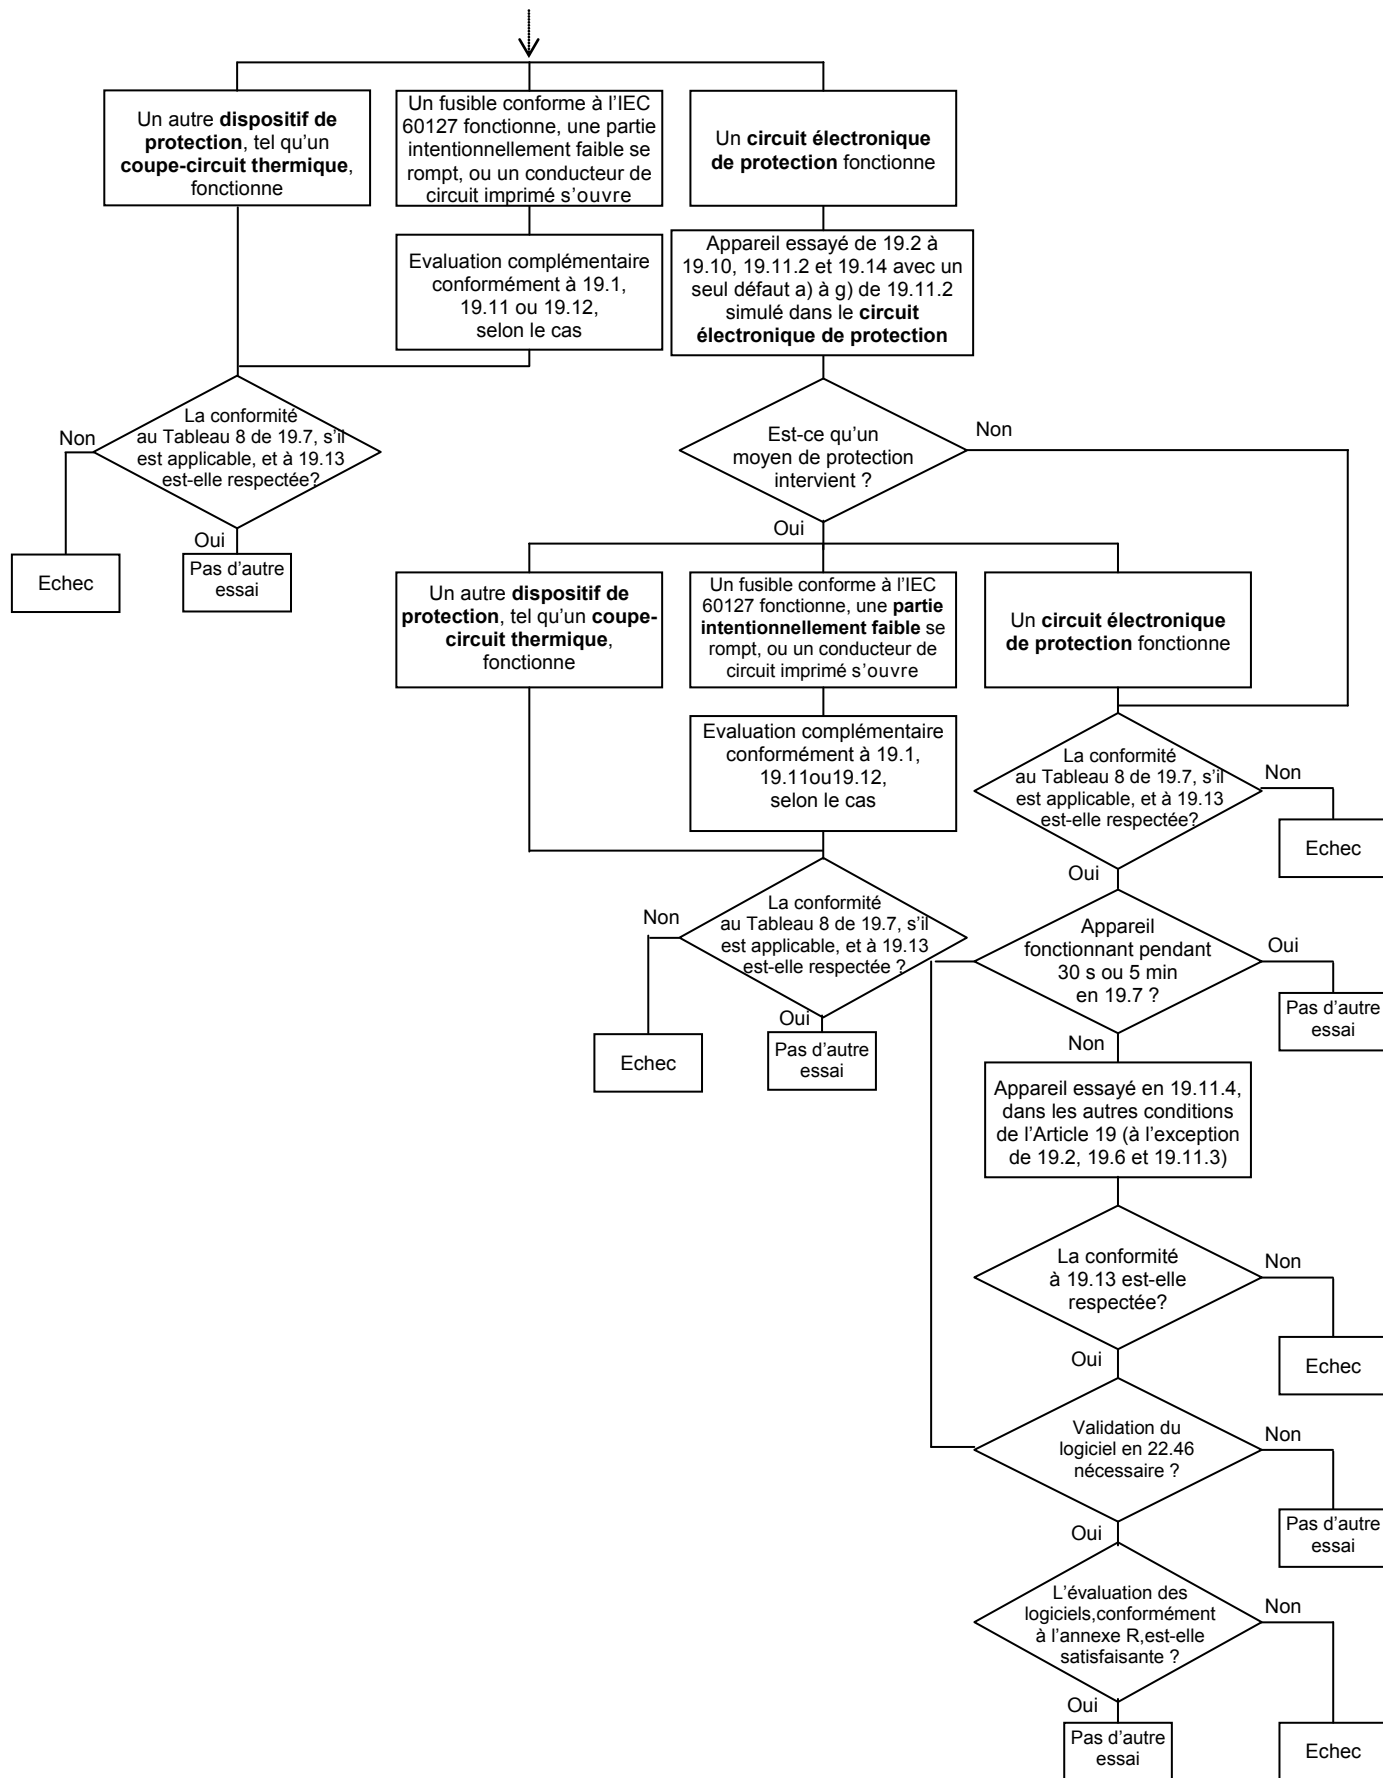 Un autre dispositif de
protection, tel qu'un
coupe-circuit thermique,
fonctionne
Un fusible conforme à l'IEC
60127 fonctionne, une partie
intentionnellement faible se
rompt, ou un conducteur de
circuit imprimé s'ouvre
Un circuit électronique
de protection fonctionne
Evaluation complémentaire
conformément à 19.1,
19.11 ou 19.12,
selon le cas
Appareil essayé de 19.2 à
19.10, 19.11.2 et 19.14 avec un
seul défaut a) à g) de 19.11.2
simulé dans le circuit
électronique de protection
La conformité
au Tableau 8 de 19.7, s'il
est applicable, et à 19.13
est-elle respectée?
Non
Oui
Echec
Pas d'autre
essai
Est-ce qu'un
moyen de protection
intervient ?
Non
Oui
Un autre dispositif de
protection, tel qu'un coupe-
circuit thermique,
fonctionne
Un fusible conforme à l'IEC
60127 fonctionne, une partie
intentionnellement faible se
rompt, ou un conducteur de
circuit imprimé s'ouvre
Un circuit électronique
de protection fonctionne
Evaluation complémentaire
conformément à 19.1,
19.11ou19.12,
selon le cas
La conformité
au Tableau 8 de 19.7, s'il
est applicable, et à 19.13
est-elle respectée?
Non
Echec
Oui
La conformité
au Tableau 8 de 19.7, s'il
est applicable, et à 19.13
est-elle respectée ?
Non
Oui
Echec
Pas d'autre
essai
Appareil
fonctionnant pendant
30 s ou 5 min
en 19.7 ?
Oui
Pas d'autre
essai
Non
Appareil essayé en 19.11.4,
dans les autres conditions
de l'Article 19 (à l'exception
de 19.2, 19.6 et 19.11.3)
La conformité
à 19.13 est-elle
respectée?
Non
Echec
Oui
Validation du
logiciel en 22.46
nécessaire ?
Non
Pas d'autre
essai
Oui
L'évaluation des
logiciels,conformément
à l'annexe R,est-elle
satisfaisante ?
Non
Oui
Pas d'autre
essai
Echec